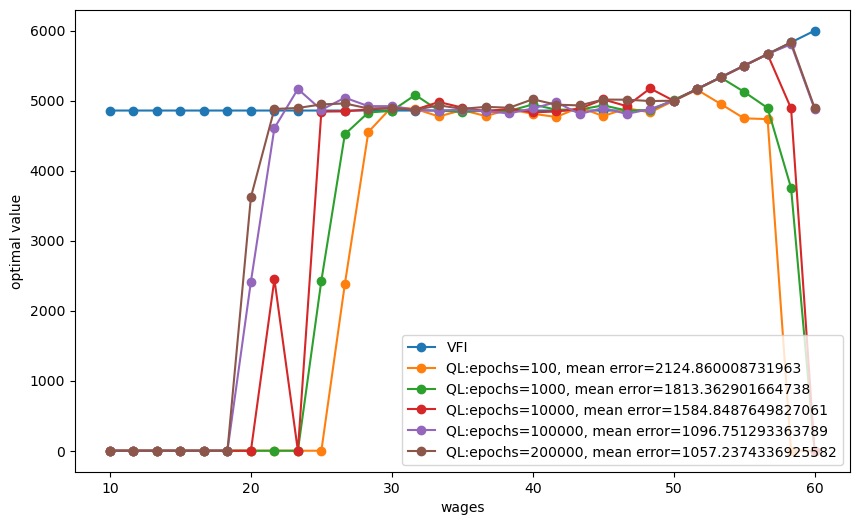 6000
5000
4000
3000
2000
1000
0
optimal value
10
20
30
40
50
60
wages
VFI
QL:epochs=100, mean error=2124.860008731963
QL:epochs=1000, mean error=1813.362901664738
QL:epochs=10000, mean error=1584.8487649827061
QL:epochs=100000, mean error=1096.751293363789
QL:epochs=200000, mean error=1057.2374336925582